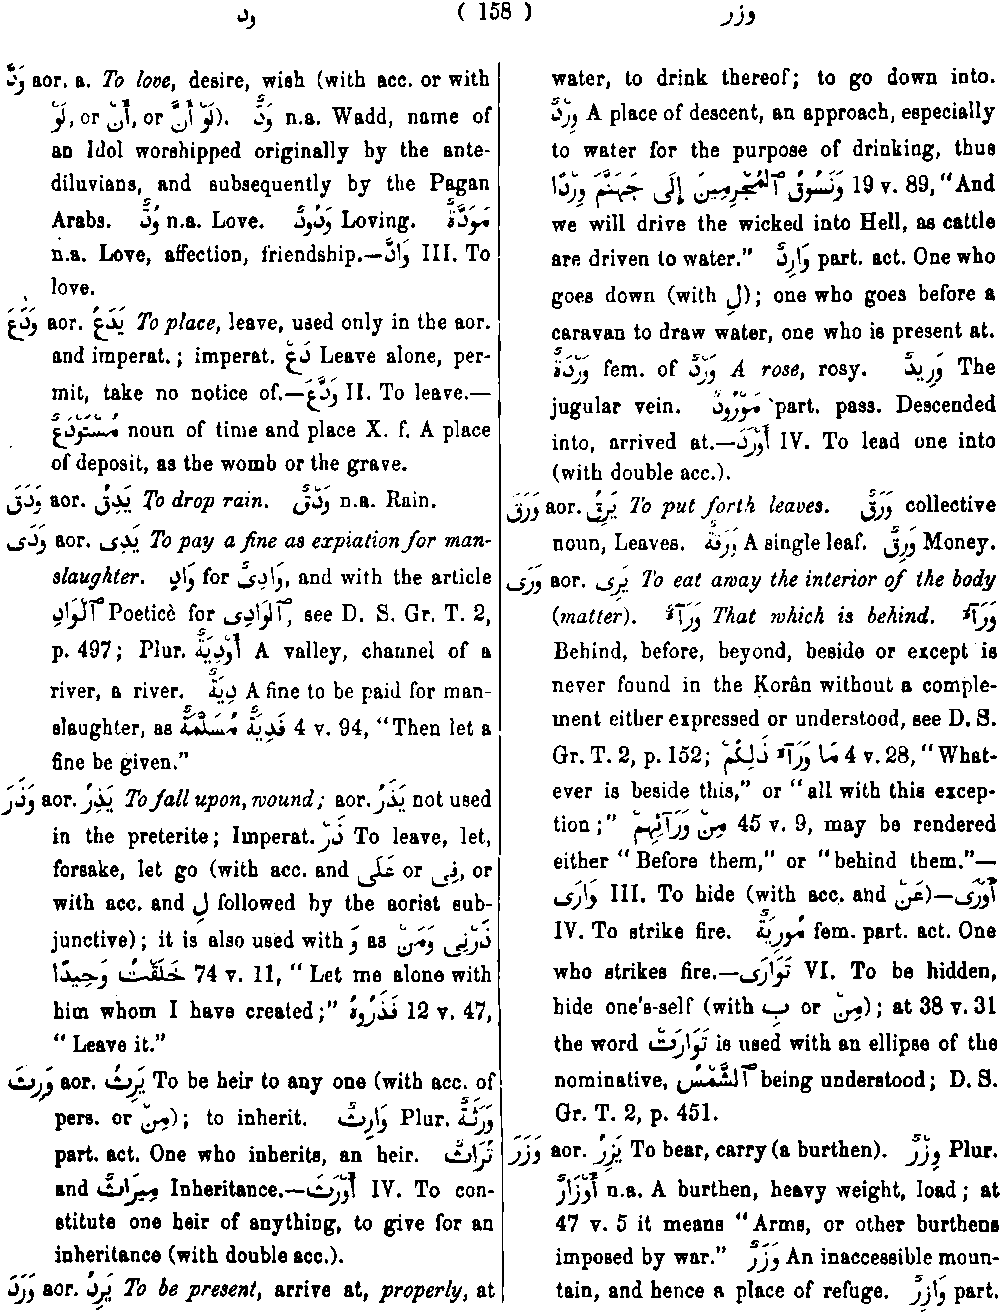 ود ( 158 ) وزر
وَدَّ aor. a. To love, desire, wish (with acc. or with
لَوْ, or أَنْ, or لَوْ أَنَّ). وَدٌّ n.a. Wadd, name of
an Idol worshipped originally by the ante-
diluvians, and subsequently by the Pagan
Arabs. وُدٌّ n.a. Love. وَدُودٌ Loving. مَوَدَّةٌ
n.a. Love, affection, friendship.—وَادَّ III. To
love.
وَدَعَ aor. يَدَعُ To place, leave, used only in the aor.
and imperat.; imperat. دَعْ Leave alone, per-
mit, take no notice of.—وَدَّعَ II. To leave.—
مُسْتَوْدَعٌ noun of time and place X. f. A place
of deposit, as the womb or the grave.
وَدَقَ aor. يَدِقُ To drop rain. وَدْقٌ n.a. Rain.
وَدَى aor. يَدِى To pay a fine as expiation for man-
slaughter. وَادٍ for وَادِىٌ, and with the article
ٱلْوَادِ Poeticè for ٱلْوَادِى, see D. S. Gr. T. 2,
p. 497; Plur. أَوْدِيَةٌ A valley, channel of a
river, a river. دِيَةٌ A fine to be paid for man-
slaughter, as فَدِيَةٌ مُسَلَّمَةٌ 4 v. 94, "Then let a
fine be given."
وَذَرَ aor. يَذِرُ To fall upon, wound; aor. يَذَرُ not used
in the preterite; Imperat. ذَرْ To leave, let,
forsake, let go (with acc. and عَلَى or فِى, or
with acc. and لِ followed by the aorist sub-
junctive); it is also used with وَ as ذَرْنِى وَمَنْ
خَلَقْتُ وَحِيدًا 74 v. 11, "Let me alone with
him whom I have created;" فَذَرُوهُ 12 v. 47,
"Leave it."
وَرِثَ aor. يَرِثُ To be heir to any one (with acc. of
pers. or مِنْ); to inherit. وَارِثٌ Plur. وَرَثَةٌ
part. act. One who inherits, an heir. تُرَاثٌ
and مِيرَاثٌ Inheritance.—أَوْرَثَ IV. To con-
stitute one heir of anything, to give for an
inheritance (with double acc.).
وَرَدَ aor. يَرِدُ To be present, arrive at, properly, at
water, to drink thereof; to go down into.
وِرْدٌ A place of descent, an approach, especially
to water for the purpose of drinking, thus
وَنَسُوقُ ٱلْمُجْرِمِينَ إِلَى جَهَنَّمَ وِرْدًا 19 v. 89, "And
we will drive the wicked into Hell, as cattle
are driven to water." وَارِدٌ part. act. One who
goes down (with لِ); one who goes before a
caravan to draw water, one who is present at.
وَرْدَةٌ fem. of وَرْدٌ A rose, rosy. وَرِيدٌ The
jugular vein. مَوْرُودٌ part. pass. Descended
into, arrived at.—أَوْرَدَ IV. To lead one into
(with double acc.).
وَرَقَ aor. يَرِقُ To put forth leaves. وَرَقٌ collective
noun, Leaves. وَرَقَةٌ A single leaf. وَرِقٌ Money.
وَرَى aor. يَرِى To eat away the interior of the body
(matter). وَرَآءٌ That which is behind. وَرَآءَ
Behind, before, beyond, beside or except is
never found in the Korân without a comple-
ment either expressed or understood, see D. S.
Gr. T. 2, p. 152; مَا وَرَآءَ ذَلِكُمْ 4 v. 28, "What-
ever is beside this," or "all with this excep-
tion;" مِنْ وَرَآئِهِمْ 45 v. 9, may be rendered
either "Before them," or "behind them."—
وَارَى III. To hide (with acc. and عَنْ)—أَوْرَى
IV. To strike fire. مُورِيَةٌ fem. part. act. One
who strikes fire.—تَوَارَى VI. To be hidden,
hide one's-self (with بِ or مِنْ); at 38 v. 31
the word تَوَارَتْ is used with an ellipse of the
nominative, ٱلشَّمْسُ being understood; D. S.
Gr. T. 2, p. 451.
وَزَرَ aor. يَزِرُ To bear, carry (a burthen). وِزْرٌ Plur.
أَوْزَارٌ n.a. A burthen, heavy weight, load; at
47 v. 5 it means "Arms, or other burthens
imposed by war." وَزَرٌ An inaccessible moun-
tain, and hence a place of refuge. وَازِرٌ part.